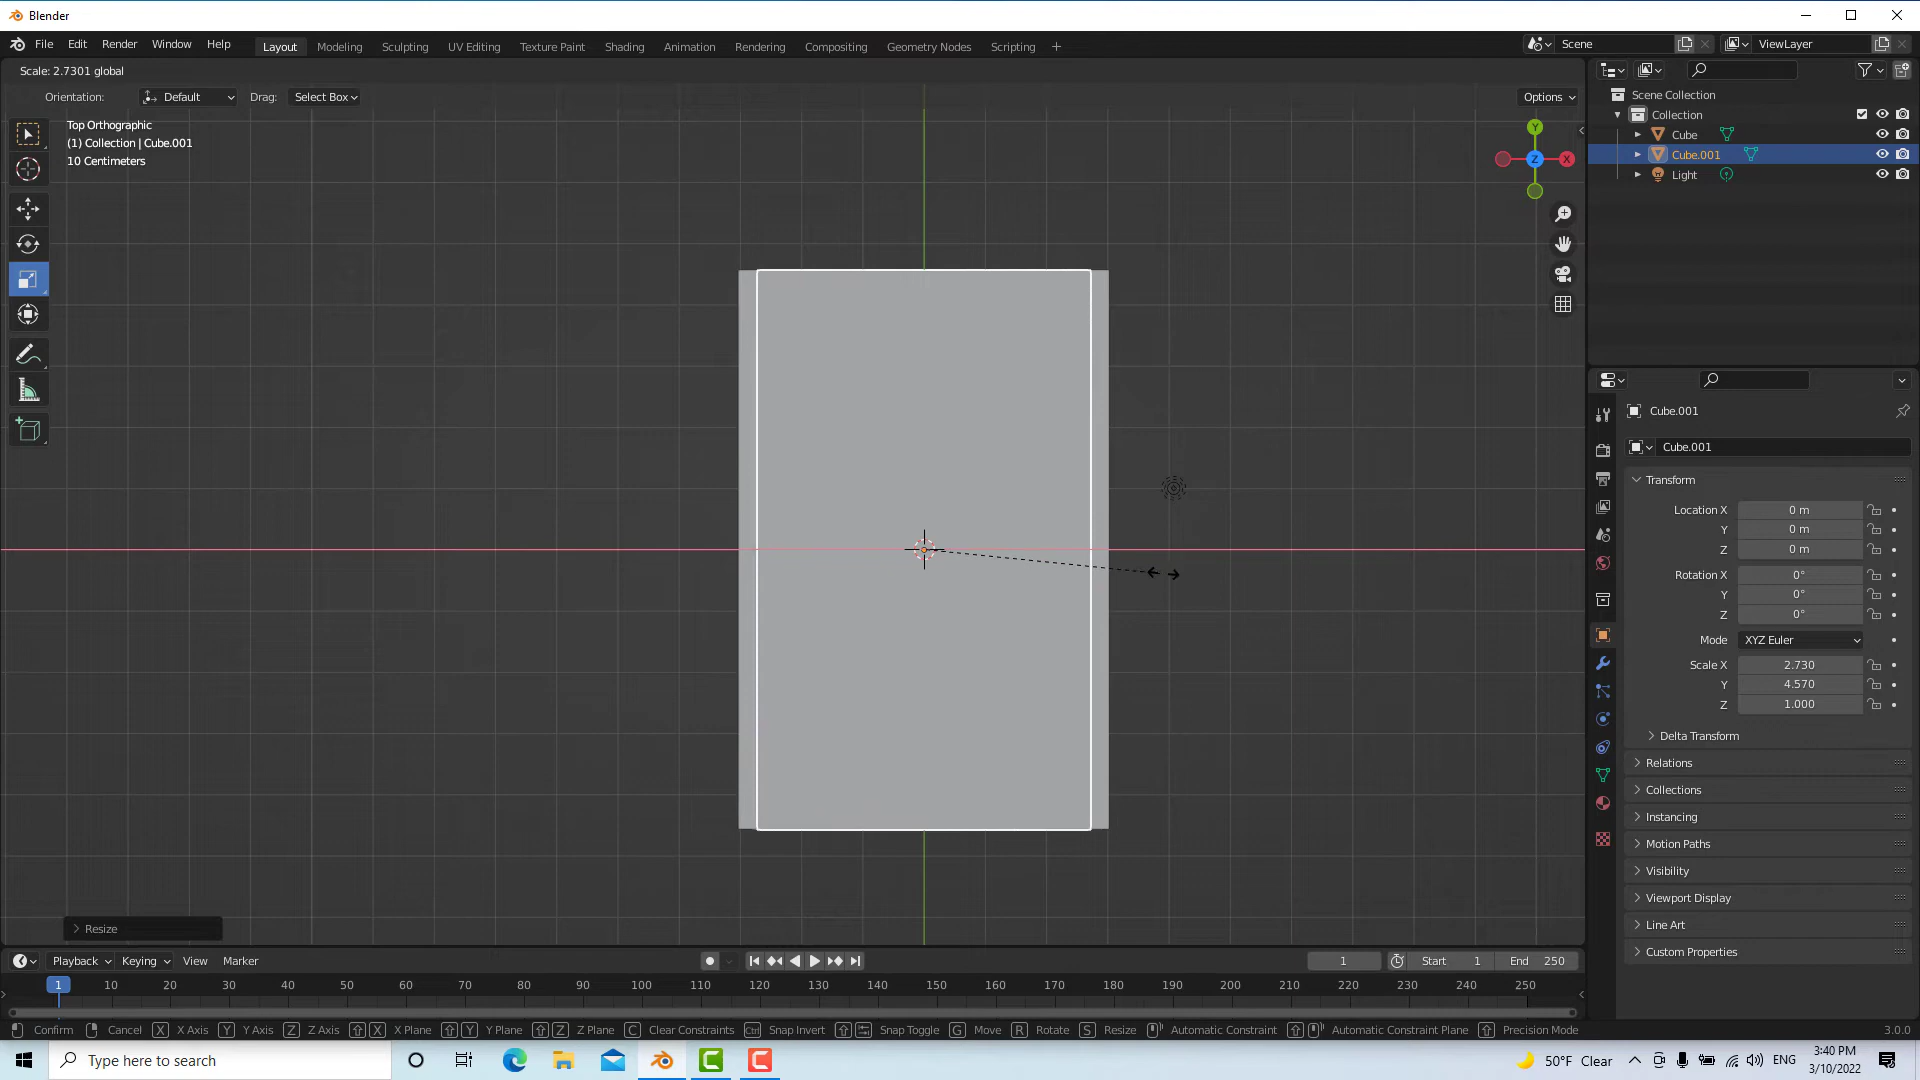 Blender
File Edit Render Window Help
Layout Modeling Sculpting UV Editing Texture Paint Shading Animation Rendering Compositing Geometry Nodes Scripting +
Scene ViewLayer
Scale: 2.7301 global
Orientation: Default Drag: Select Box Options
Top Orthographic
(1) Collection | Cube.001
10 Centimeters
Y
Z X
Scene Collection
Collection
Cube
Cube.001
Light
Cube.001
Cube.001
Transform
Location X 0 m
Y 0 m
Z 0 m
Rotation X 0°
Y 0°
Z 0°
Mode XYZ Euler
Scale X 2.730
Y 4.570
Z 1.000
Delta Transform
Relations
Collections
Instancing
Motion Paths
Visibility
Viewport Display
Line Art
Custom Properties
Resize
Playback Keying View Marker 1 Start 1 End 250
1 10 20 30 40 50 60 70 80 90 100 110 120 130 140 150 160 170 180 190 200 210 220 230 240 250
Confirm Cancel X X Axis Y Y Axis Z Z Axis X X Plane Y Y Plane Z Z Plane C Clear Constraints Ctrl Snap Invert Snap Toggle G Move R Rotate S Resize Automatic Constraint Automatic Constraint Plane Precision Mode 3.0.0
Type here to search 50°F Clear ENG 3:40 PM
3/10/2022